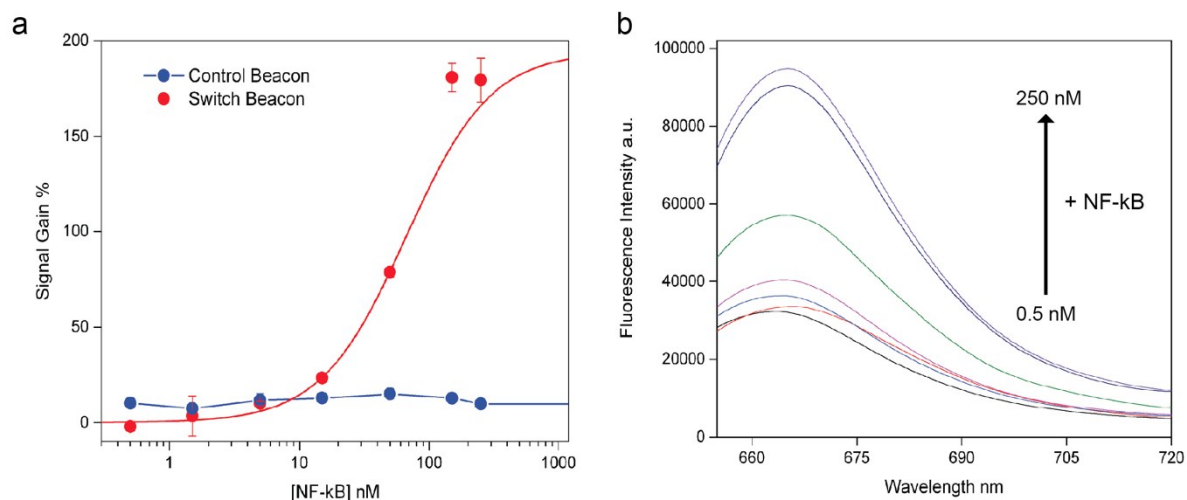 a
200
150
100
50
0
Signal Gain %
Control Beacon
Switch Beacon
1
10
100
1000
[NF-kB] nM
b
100000
80000
60000
40000
20000
0
Fluorescence Intensity a.u.
250 nM
+ NF-kB
0.5 nM
660
675
690
705
720
Wavelength nm